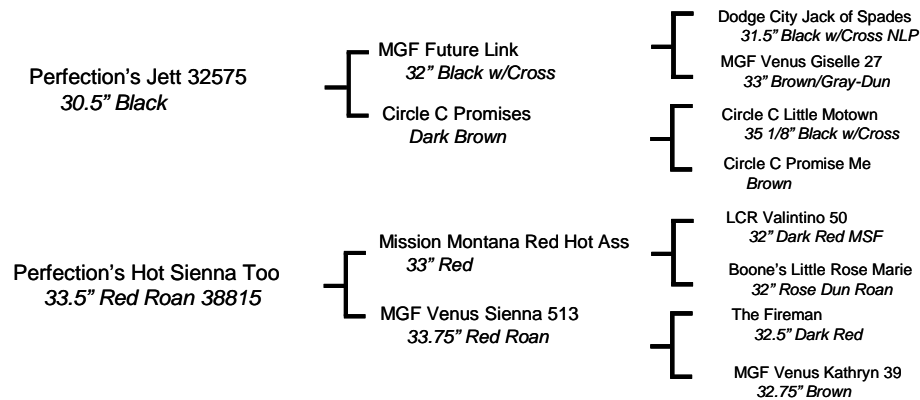 Perfection's Jett 32575
30.5” Black
MGF Future Link
32” Black w/Cross
Circle C Promises
Dark Brown
Dodge City Jack of Spades
31.5” Black w/Cross NLP
MGF Venus Giselle 27
33” Brown/Gray-Dun
Circle C Little Motown
35 1/8” Black w/Cross
Circle C Promise Me
Brown
Perfection's Hot Sienna Too
33.5” Red Roan 38815
Mission Montana Red Hot Ass
33” Red
MGF Venus Sienna 513
33.75” Red Roan
LCR Valintino 50
32” Dark Red MSF
Boone's Little Rose Marie
32” Rose Dun Roan
The Fireman
32.5” Dark Red
MGF Venus Kathryn 39
32.75” Brown